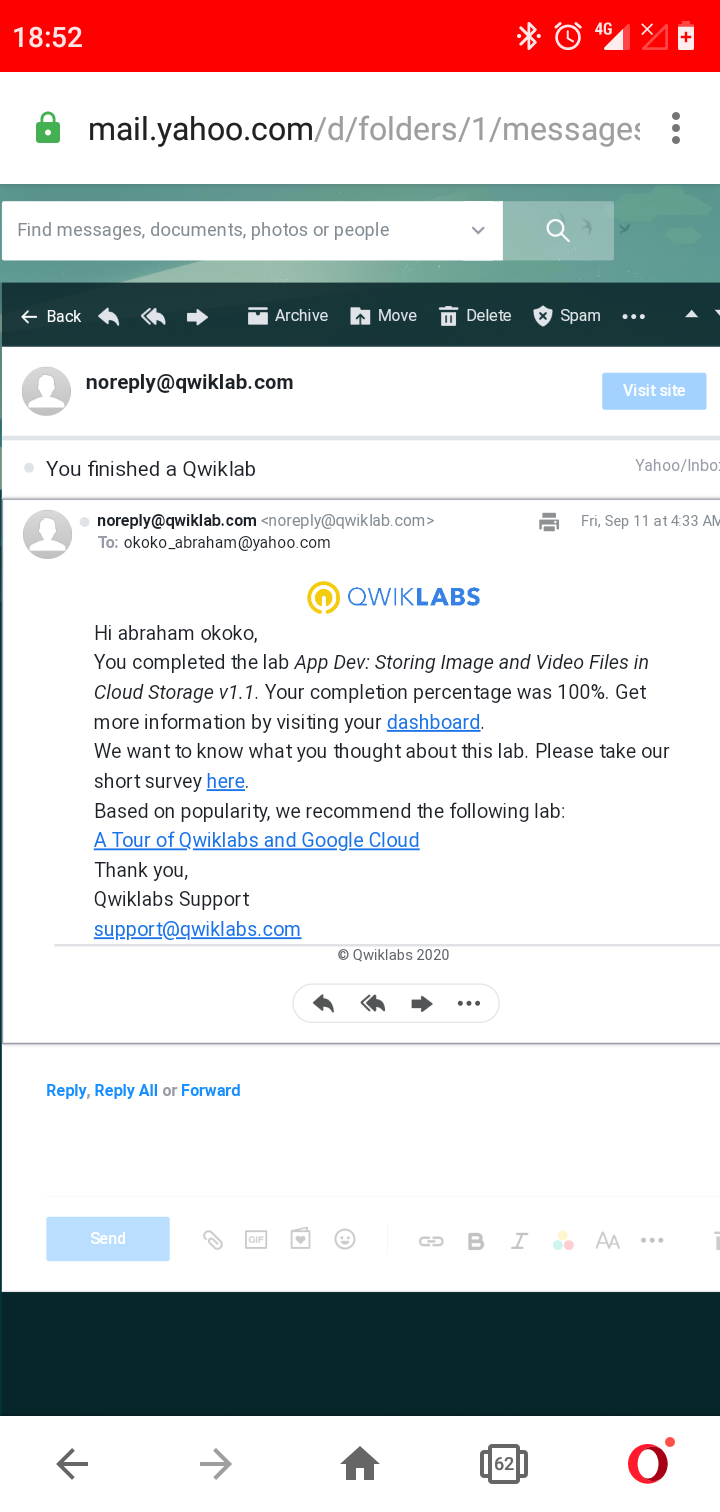 18:52
4G
mail.yahoo.com/d/folders/1/messages
Find messages, documents, photos or people
Back Archive Move Delete Spam
noreply@qwiklab.com
Visit site
You finished a Qwiklab
Yahoo/Inbox
noreply@qwiklab.com <noreply@qwiklab.com>
Fri, Sep 11 at 4:33 AM
To: okoko_abraham@yahoo.com
QWIKLABS
Hi abraham okoko,
You completed the lab App Dev: Storing Image and Video Files in
Cloud Storage v1.1. Your completion percentage was 100%. Get
more information by visiting your dashboard.
We want to know what you thought about this lab. Please take our
short survey here.
Based on popularity, we recommend the following lab:
A Tour of Qwiklabs and Google Cloud
Thank you,
Qwiklabs Support
support@qwiklabs.com
© Qwiklabs 2020
Reply, Reply All or Forward
Send
GIF
B I AA
62